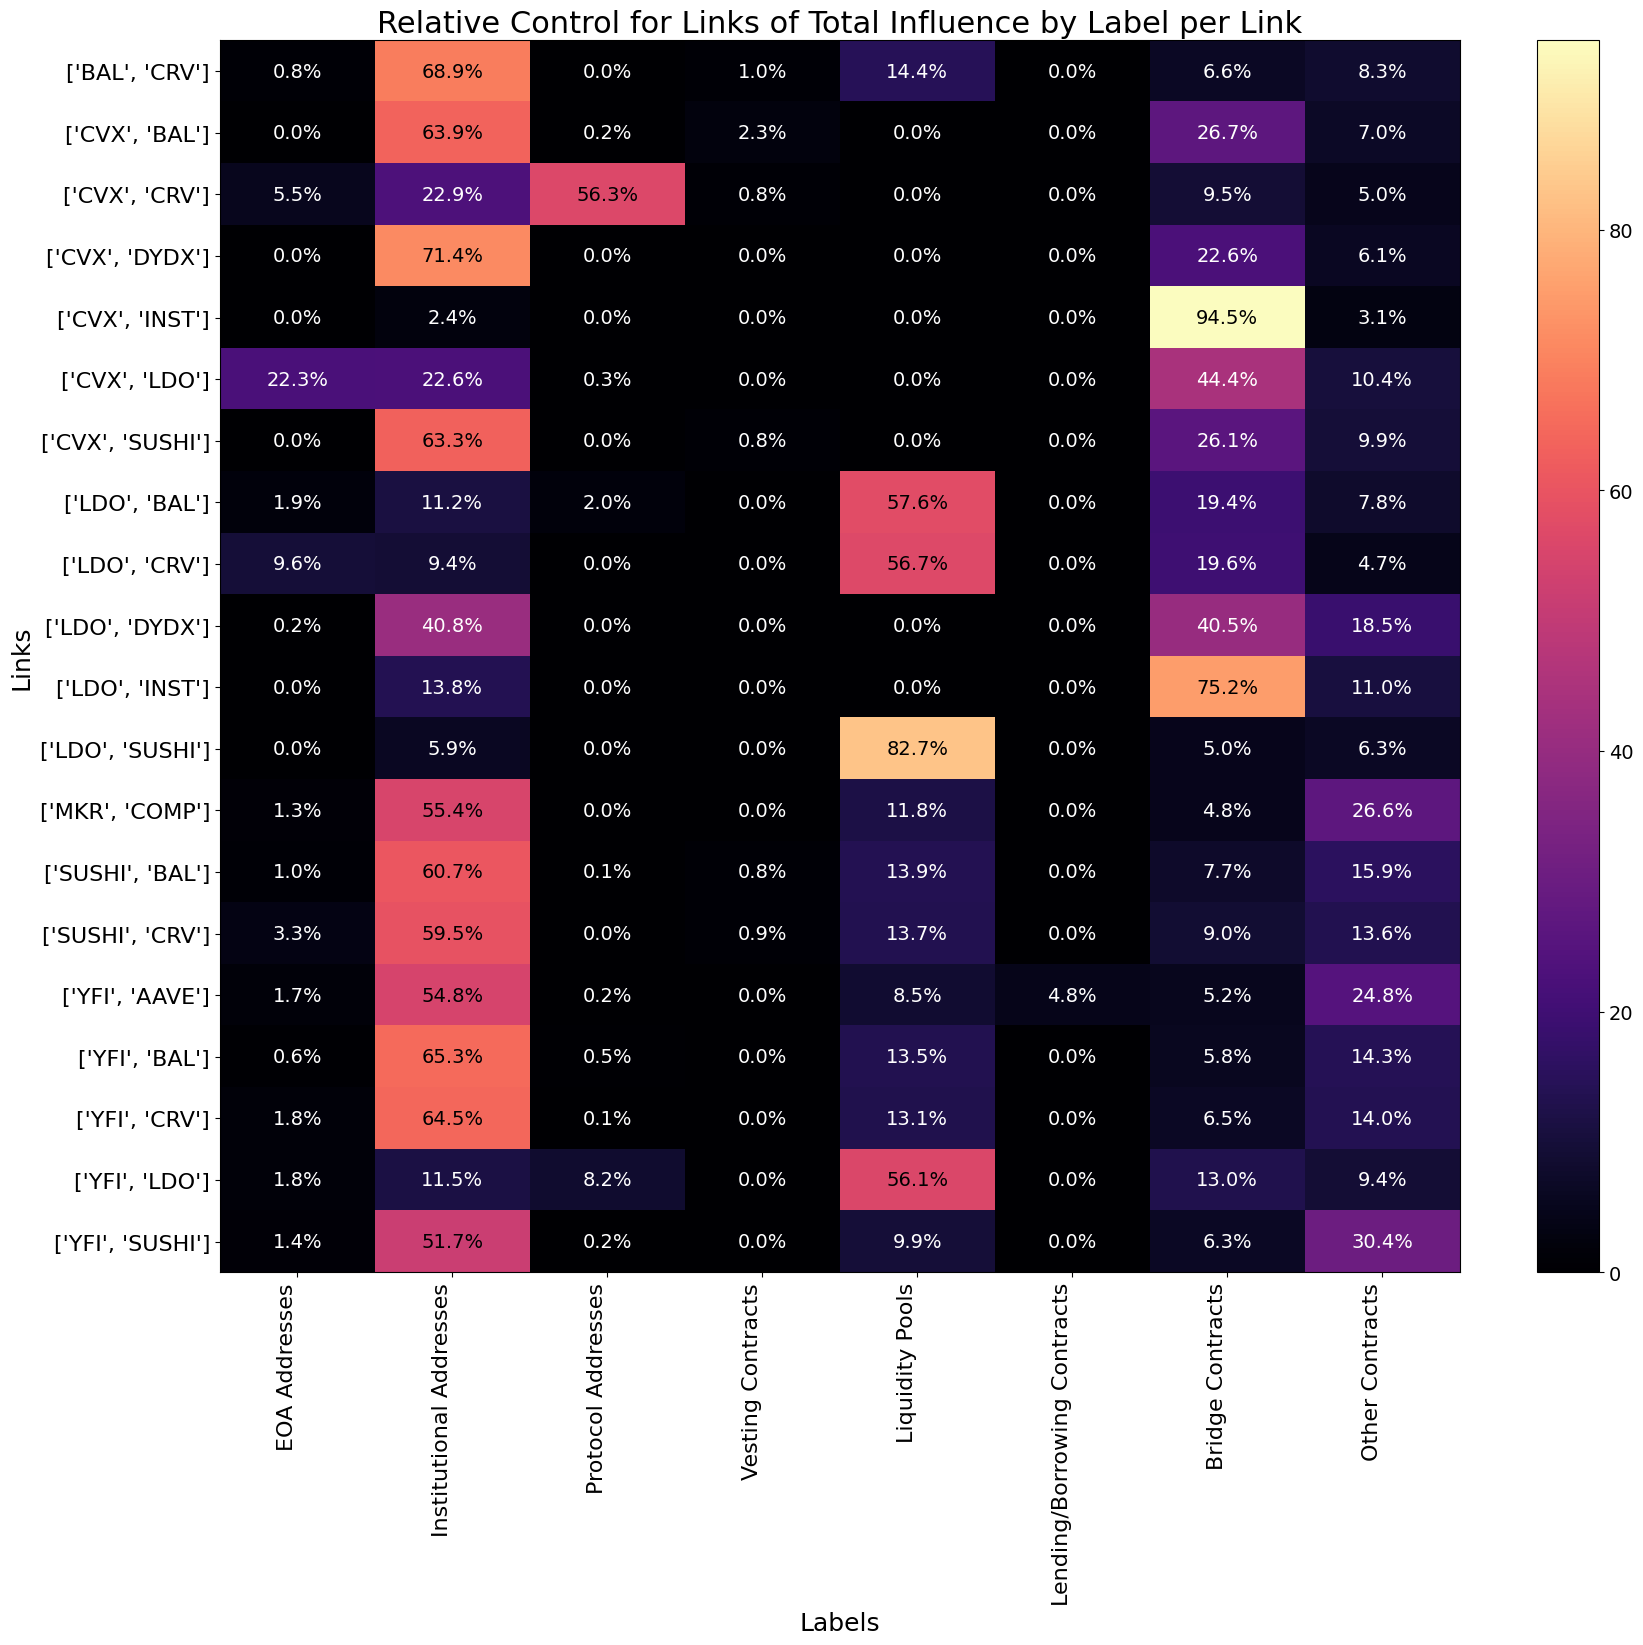 Relative Control for Links of Total Influence by Label per Link
['BAL', 'CRV'] 0.8% 68.9% 0.0% 1.0% 14.4% 0.0% 6.6% 8.3%
['CVX', 'BAL'] 0.0% 63.9% 0.2% 2.3% 0.0% 0.0% 26.7% 7.0%
['CVX', 'CRV'] 5.5% 22.9% 56.3% 0.8% 0.0% 0.0% 9.5% 5.0%
['CVX', 'DYDX'] 0.0% 71.4% 0.0% 0.0% 0.0% 0.0% 22.6% 6.1%
80
['CVX', 'INST'] 0.0% 2.4% 0.0% 0.0% 0.0% 0.0% 94.5% 3.1%
['CVX', 'LDO'] 22.3% 22.6% 0.3% 0.0% 0.0% 0.0% 44.4% 10.4%
['CVX', 'SUSHI'] 0.0% 63.3% 0.0% 0.8% 0.0% 0.0% 26.1% 9.9%
60
['LDO', 'BAL'] 1.9% 11.2% 2.0% 0.0% 57.6% 0.0% 19.4% 7.8%
['LDO', 'CRV'] 9.6% 9.4% 0.0% 0.0% 56.7% 0.0% 19.6% 4.7%
['LDO', 'DYDX'] 0.2% 40.8% 0.0% 0.0% 0.0% 0.0% 40.5% 18.5%
Links
['LDO', 'INST'] 0.0% 13.8% 0.0% 0.0% 0.0% 0.0% 75.2% 11.0%
['LDO', 'SUSHI'] 0.0% 5.9% 0.0% 0.0% 82.7% 0.0% 5.0% 6.3%
40
['MKR', 'COMP'] 1.3% 55.4% 0.0% 0.0% 11.8% 0.0% 4.8% 26.6%
['SUSHI', 'BAL'] 1.0% 60.7% 0.1% 0.8% 13.9% 0.0% 7.7% 15.9%
['SUSHI', 'CRV'] 3.3% 59.5% 0.0% 0.9% 13.7% 0.0% 9.0% 13.6%
['YFI', 'AAVE'] 1.7% 54.8% 0.2% 0.0% 8.5% 4.8% 5.2% 24.8%
20
['YFI', 'BAL'] 0.6% 65.3% 0.5% 0.0% 13.5% 0.0% 5.8% 14.3%
['YFI', 'CRV'] 1.8% 64.5% 0.1% 0.0% 13.1% 0.0% 6.5% 14.0%
['YFI', 'LDO'] 1.8% 11.5% 8.2% 0.0% 56.1% 0.0% 13.0% 9.4%
['YFI', 'SUSHI'] 1.4% 51.7% 0.2% 0.0% 9.9% 0.0% 6.3% 30.4%
0
EOA Addresses
Institutional Addresses
Protocol Addresses
Vesting Contracts
Liquidity Pools
Lending/Borrowing Contracts
Bridge Contracts
Other Contracts
Labels